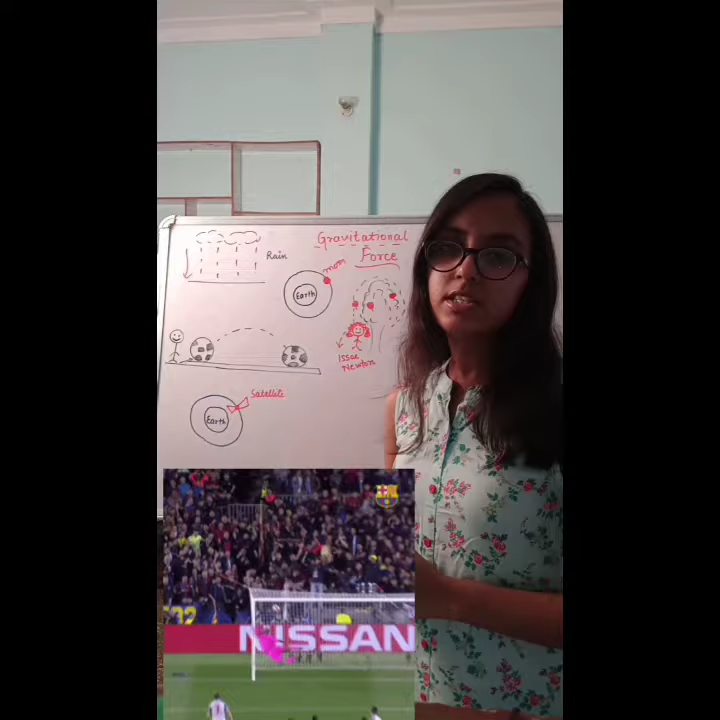 Gravitational
Force
Rain
moon
Earth
Issac
Newton
Satellite
Earth
NISSAN